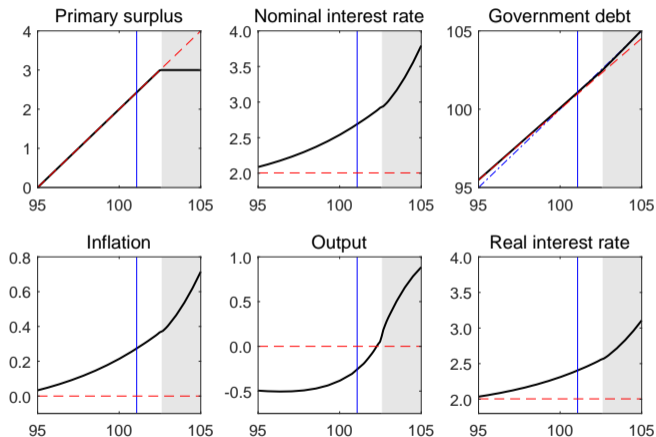 Primary surplus
4
3
2
1
0
95 100 105
Nominal interest rate
4.0
3.5
3.0
2.5
2.0
95 100 105
Government debt
105
100
95
95 100 105
Inflation
0.8
0.6
0.4
0.2
0.0
95 100 105
Output
1.0
0.5
0.0
-0.5
95 100 105
Real interest rate
4.0
3.5
3.0
2.5
2.0
95 100 105